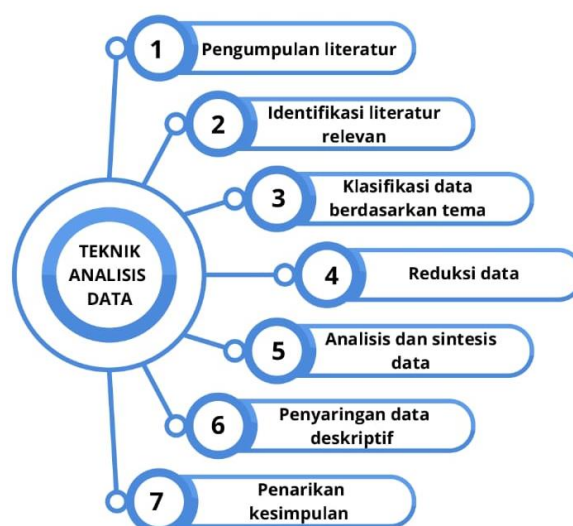 TEKNIK
ANALISIS
DATA
1
Pengumpulan literatur
2
Identifikasi literatur
relevan
3
Klasifikasi data
berdasarkan tema
4
Reduksi data
5
Analisis dan sintesis
data
6
Penyaringan data
deskriptif
7
Penarikan
kesimpulan